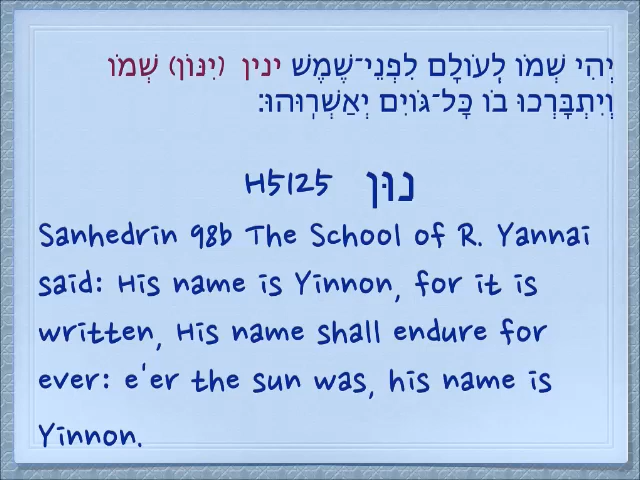 יְהִי שְׁמוֹ לְעוֹלָם לִפְנֵי־שֶׁמֶשׁ ינין (יִנּוֹן) שְׁמוֹ
וְיִתְבָּרְכוּ בוֹ כָּל־גּוֹיִם יְאַשְּׁרוּהוּ׃
H5125 נוּן
Sanhedrin 98b The School of R. Yannai
said: His name is Yinnon, for it is
written, His name shall endure for
ever: e'er the sun was, his name is
Yinnon.